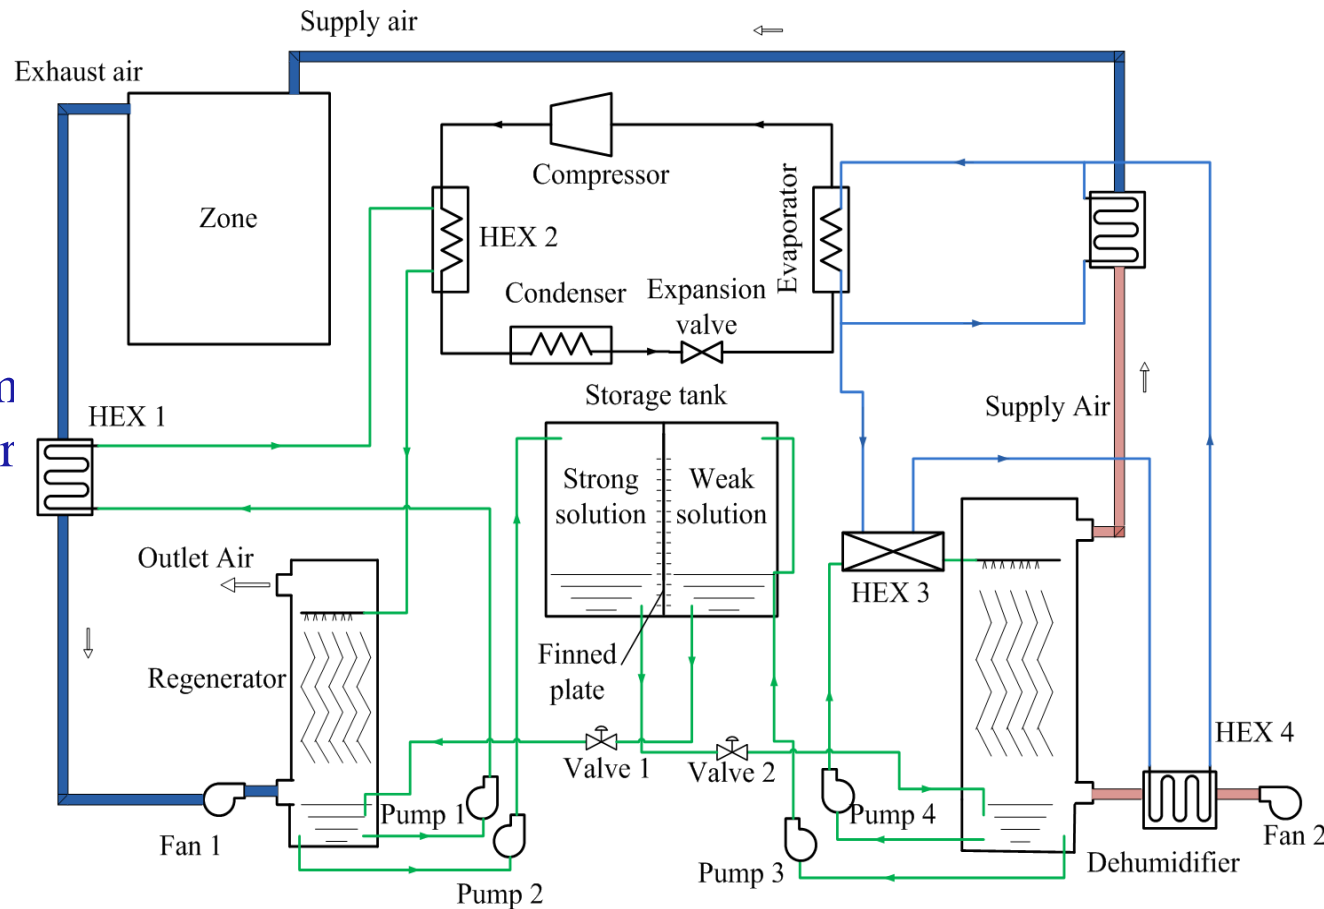 Supply air
Exhaust air
Zone
Compressor
Evaporator
HEX 2
Condenser
Expansion
valve
Storage tank
HEX 1
Supply Air
Strong
solution
Weak
solution
Outlet Air
HEX 3
Finned
plate
Regenerator
HEX 4
Valve 1
Valve 2
Pump 1
Pump 4
Fan 1
Fan 2
Pump 2
Pump 3
Dehumidifier